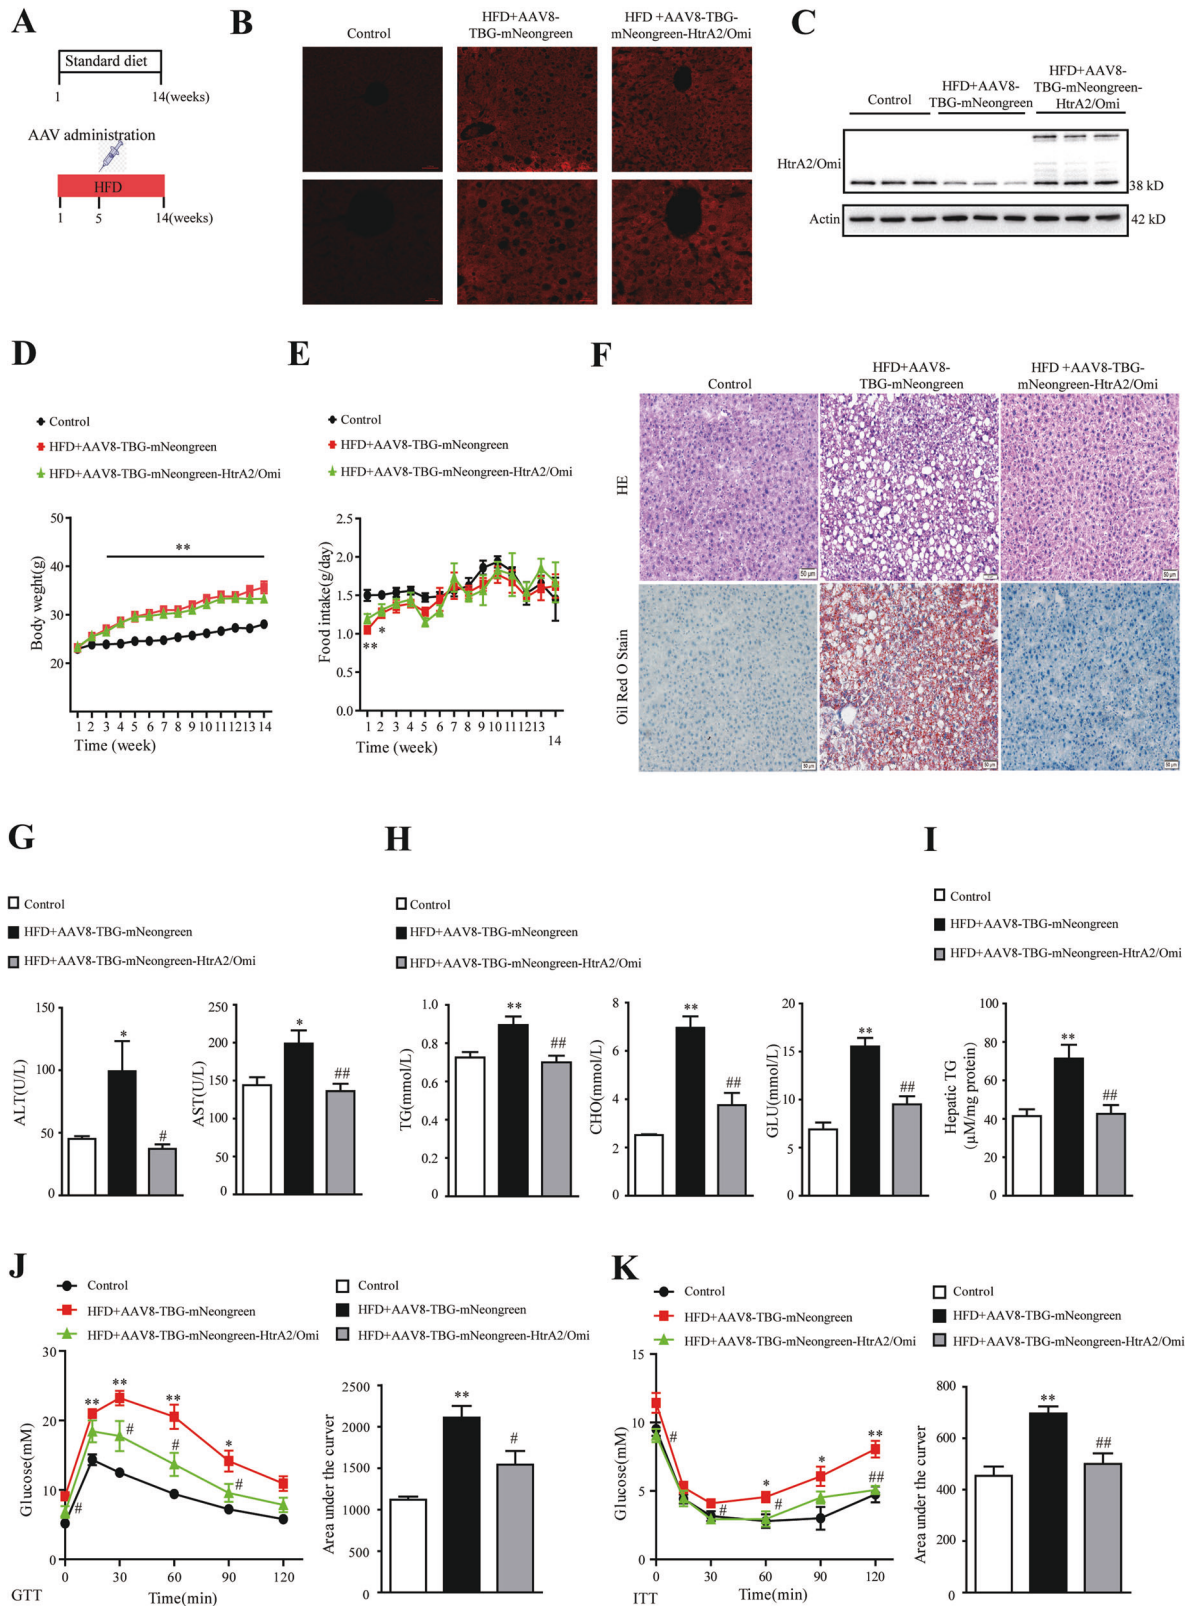 A
Standard diet
1
14(weeks)
AAV administration
HFD
1
5
14(weeks)
B
Control
HFD+AAV8-
TBG-mNeongreen
HFD +AAV8-TBG-
mNeongreen-HtrA2/Omi
C
Control
HFD+AAV8-
TBG-mNeongreen
HFD+AAV8-
TBG-mNeongreen-
HtrA2/Omi
HtrA2/Omi
38 kD
Actin
42 kD
D
Control
HFD+AAV8-TBG-mNeongreen
HFD+AAV8-TBG-mNeongreen-HtrA2/Omi
Body weght(g)
50
40
30
20
**
1 2 3 4 5 6 7 8 9 10 11 12 13 14
Time (week)
E
Control
HFD+AAV8-TBG-mNeongreen
HFD+AAV8-TBG-mNeongreen-HtrA2/Omi
Food intake(g/day)
2.5
2.0
1.5
1.0
0.5
0.0
**
*
1 2 3 4 5 6 7 8 9 10 11 12 13
14
Time (week)
F
Control
HFD+AAV8-
TBG-mNeongreen
HFD +AAV8-TBG-
mNeongreen-HtrA2/Omi
HE
50 μm
50 μm
Oil Red O Stain
50 μm
50 μm
50 μm
G
Control
HFD+AAV8-TBG-mNeongreen
HFD+AAV8-TBG-mNeongreen-HtrA2/Omi
ALT(U/L)
150
100
50
0
*
#
AST(U/L)
250
200
150
100
50
0
*
##
H
Control
HFD+AAV8-TBG-mNeongreen
HFD+AAV8-TBG-mNeongreen-HtrA2/Omi
TG(mmol/L)
1.0
0.8
0.6
0.4
0.2
0
**
##
CHO(mmol/L)
8
6
4
2
0
**
##
GLU(mmol/L)
20
15
10
5
0
**
##
I
Control
HFD+AAV8-TBG-mNeongreen
HFD+AAV8-TBG-mNeongreen-HtrA2/Omi
Hepatic TG
(μM/mg protein)
100
80
60
40
20
0
**
##
J
Control
HFD+AAV8-TBG-mNeongreen
HFD+AAV8-TBG-mNeongreen-HtrA2/Omi
Control
HFD+AAV8-TBG-mNeongreen
HFD+AAV8-TBG-mNeongreen-HtrA2/Omi
Glucose(mM)
30
20
10
0
** ** ** *
# # # #
0 30 60 90 120
GTT
Time(min)
Area under the curver
2500
2000
1500
1000
500
0
**
#
K
Control
HFD+AAV8-TBG-mNeongreen
HFD+AAV8-TBG-mNeongreen-HtrA2/Omi
Control
HFD+AAV8-TBG-mNeongreen
HFD+AAV8-TBG-mNeongreen-HtrA2/Omi
Glucose(mM)
15
10
5
0
* * **
# # # ##
0 30 60 90 120
ITT
Time(min)
Area under the curver
800
600
400
200
0
**
##